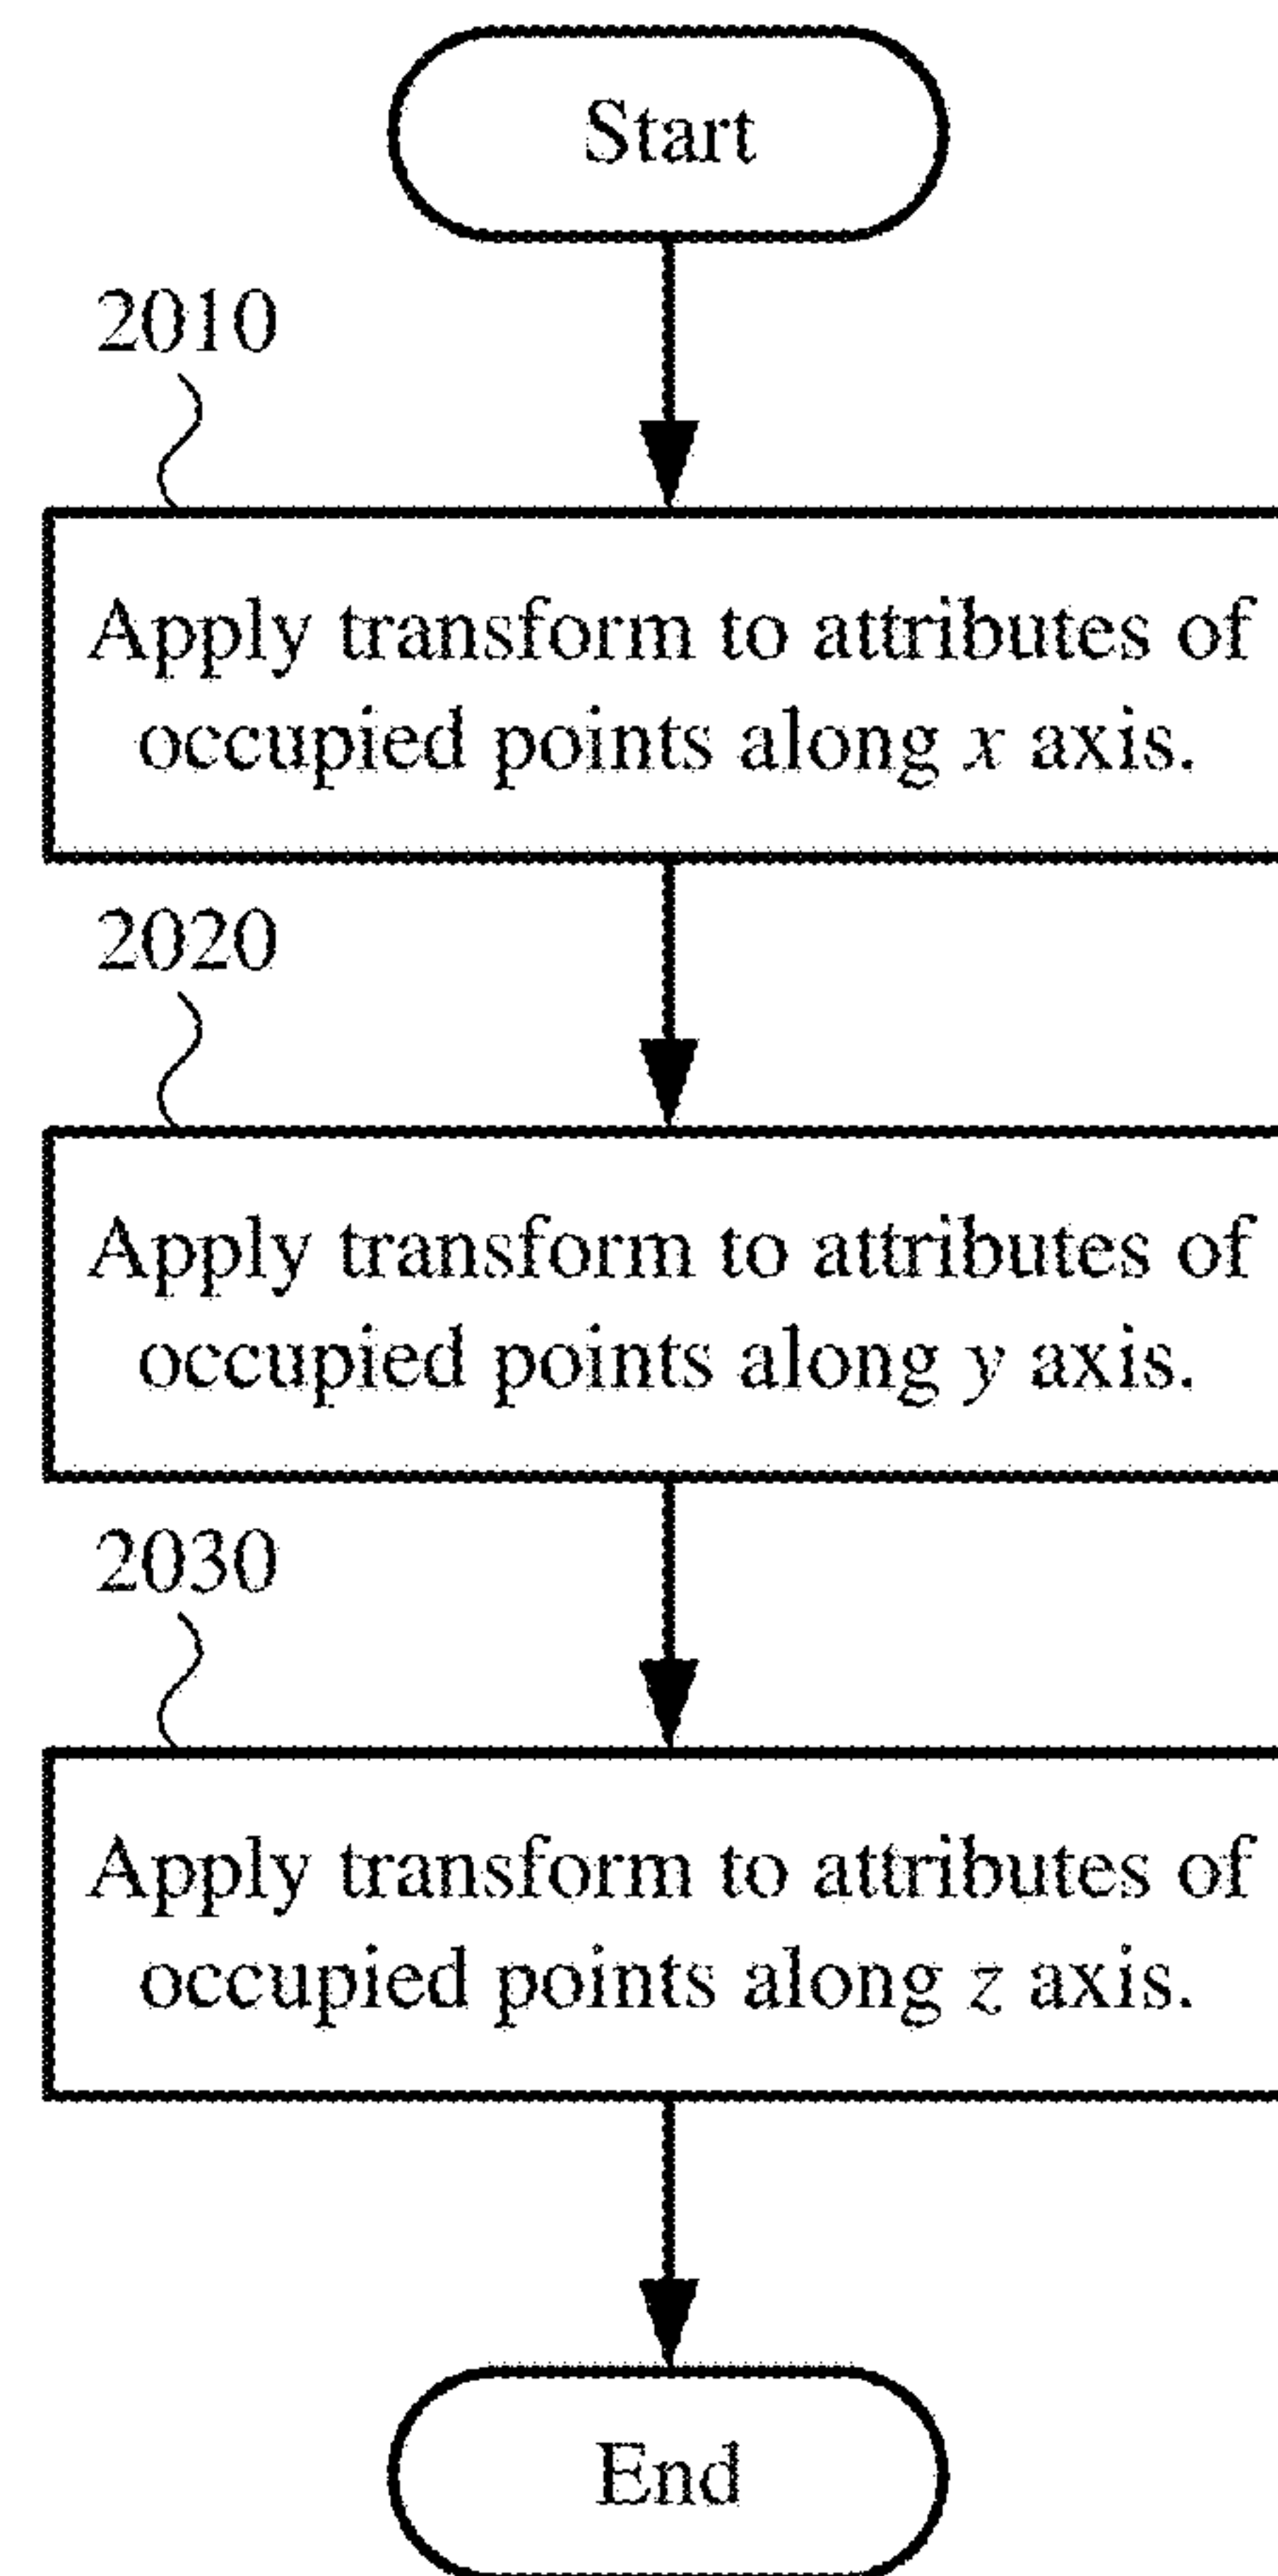 Start
2010
Apply transform to attributes of
occupied points along x axis.
2020
Apply transform to attributes of
occupied points along y axis.
2030
Apply transform to attributes of
occupied points along z axis.
End